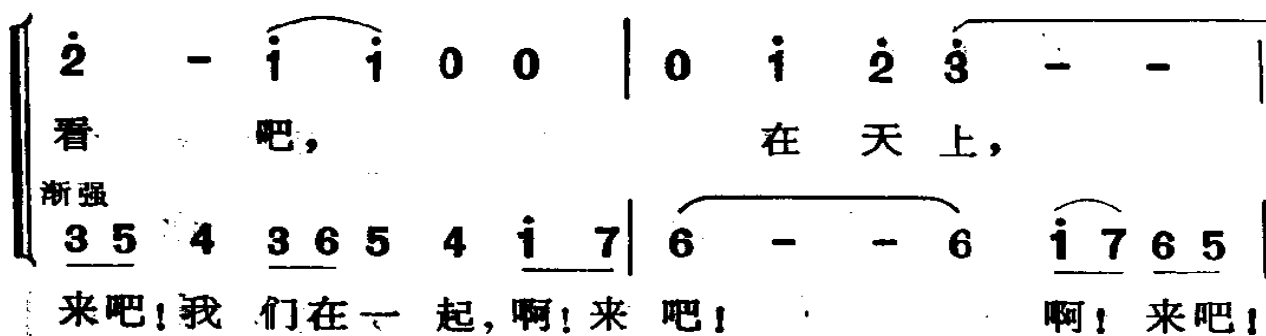 2 - 1 1 0 0 | 0 1 2 3 - - |
看 吧， 在 天 上，
渐强
3 5 4 3 6 5 4 1 7 | 6 - - 6 1 7 6 5 |
来吧！我 们在一 起，啊！来 吧！ 啊！来吧！